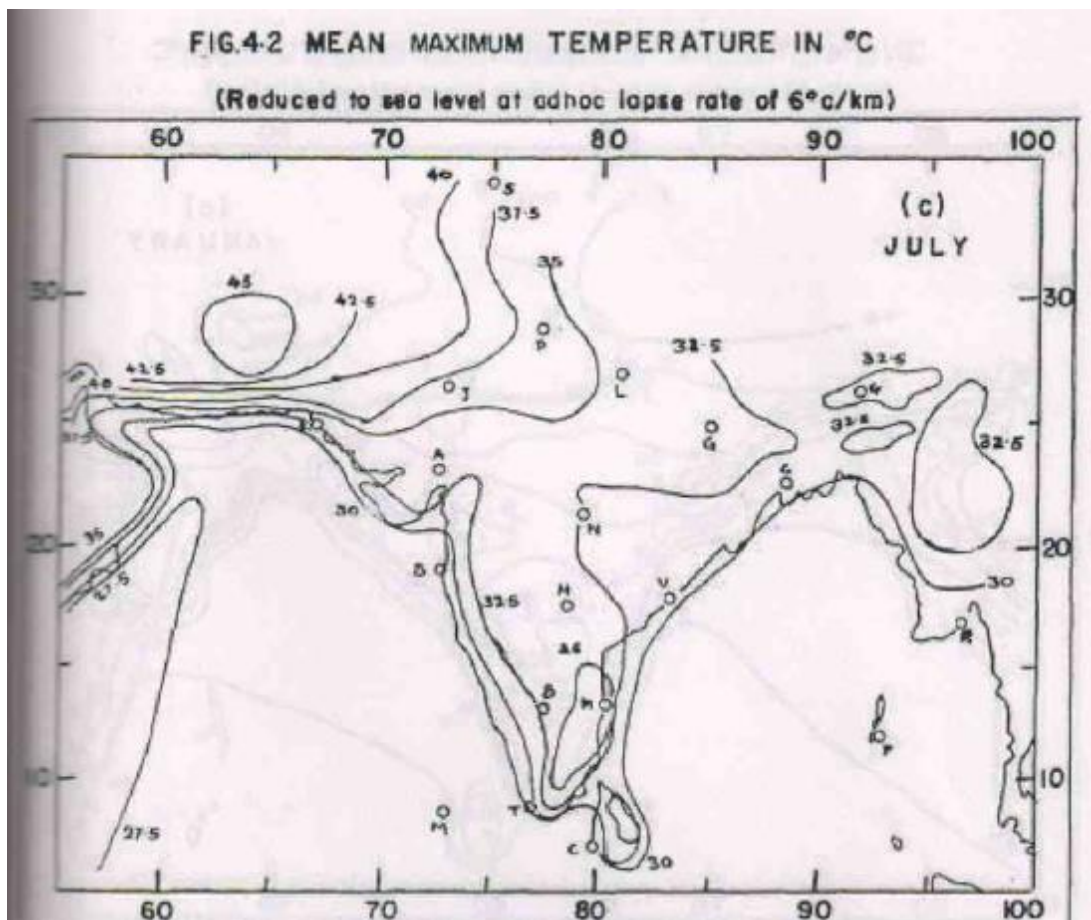 FIG.4.2 MEAN MAXIMUM TEMPERATURE IN °C
(Reduced to sea level at adhoc lapse rate of 6°c/km)
60 70 80 90 100
40 S (c)
37.5 JULY
35
30 45 42.5 30
P
32.5 32.5
42.5 J L G
40
37.5 G 32.5 32.5
A C
30 N
20 35 20
27.5 B 32.5 H V 30
R
B M
P
10 10
M T
27.5 C 30
60 70 80 90 100